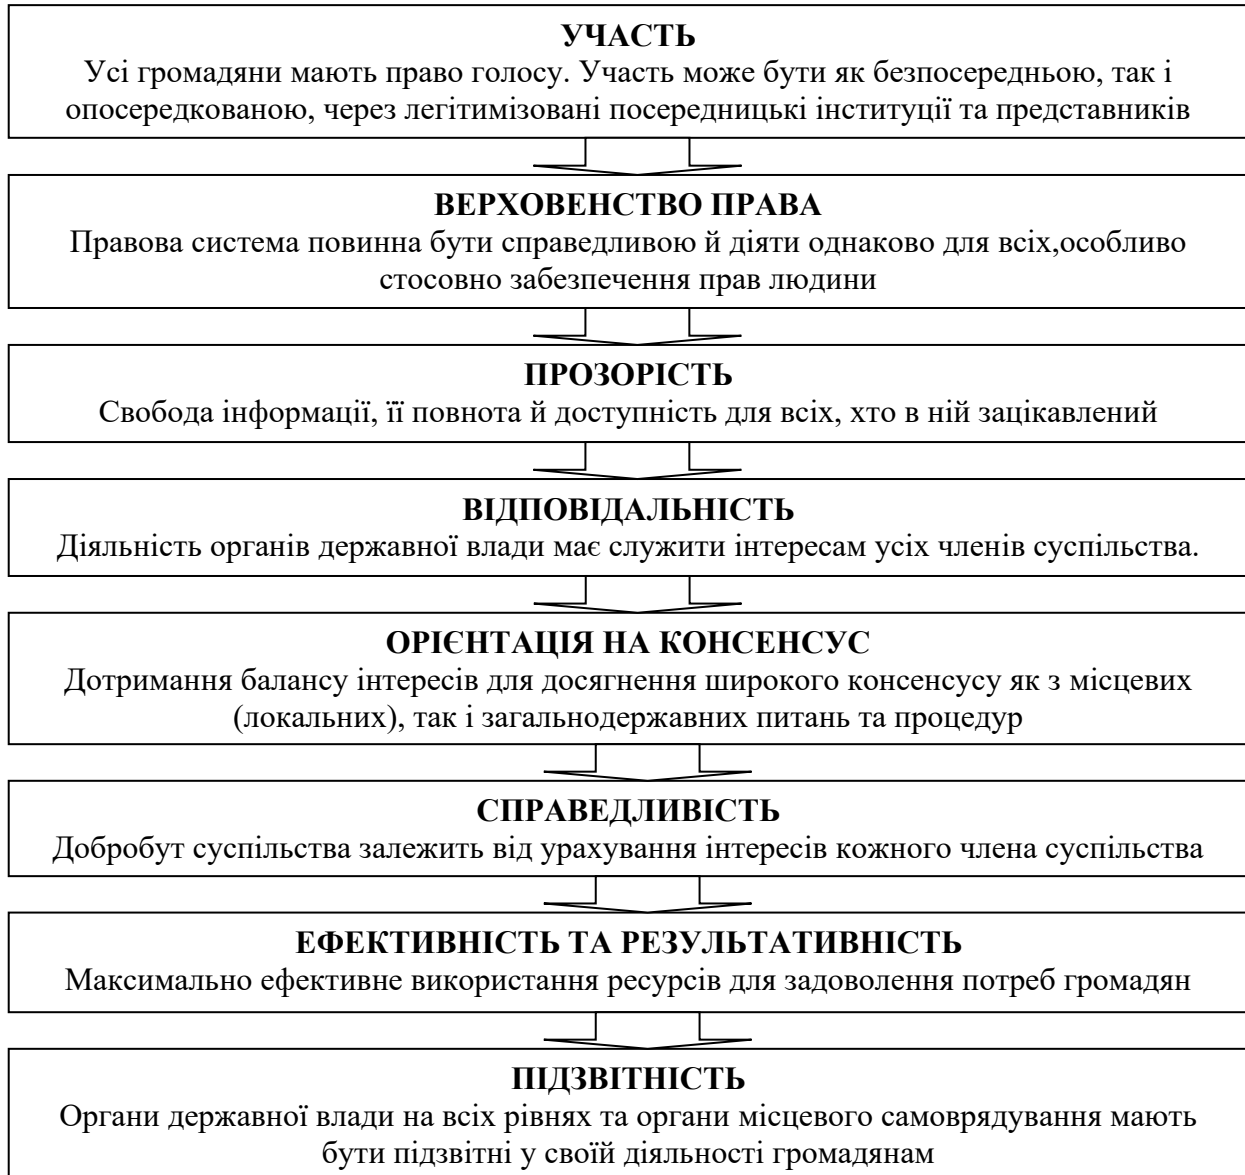 УЧАСТЬ
Усі громадяни мають право голосу. Участь може бути як безпосередньою, так і
опосередкованою, через легітимізовані посередницькі інституції та представників
ВЕРХОВЕНСТВО ПРАВА
Правова система повинна бути справедливою й діяти однаково для всіх,особливо
стосовно забезпечення прав людини
ПРОЗОРІСТЬ
Свобода інформації, її повнота й доступність для всіх, хто в ній зацікавлений
ВІДПОВІДАЛЬНІСТЬ
Діяльність органів державної влади має служити інтересам усіх членів суспільства.
ОРІЄНТАЦІЯ НА КОНСЕНСУС
Дотримання балансу інтересів для досягнення широкого консенсусу як з місцевих
(локальних), так і загальнодержавних питань та процедур
СПРАВЕДЛИВІСТЬ
Добробут суспільства залежить від урахування інтересів кожного члена суспільства
ЕФЕКТИВНІСТЬ ТА РЕЗУЛЬТАТИВНІСТЬ
Максимально ефективне використання ресурсів для задоволення потреб громадян
ПІДЗВІТНІСТЬ
Органи державної влади на всіх рівнях та органи місцевого самоврядування мають
бути підзвітні у своїй діяльності громадянам